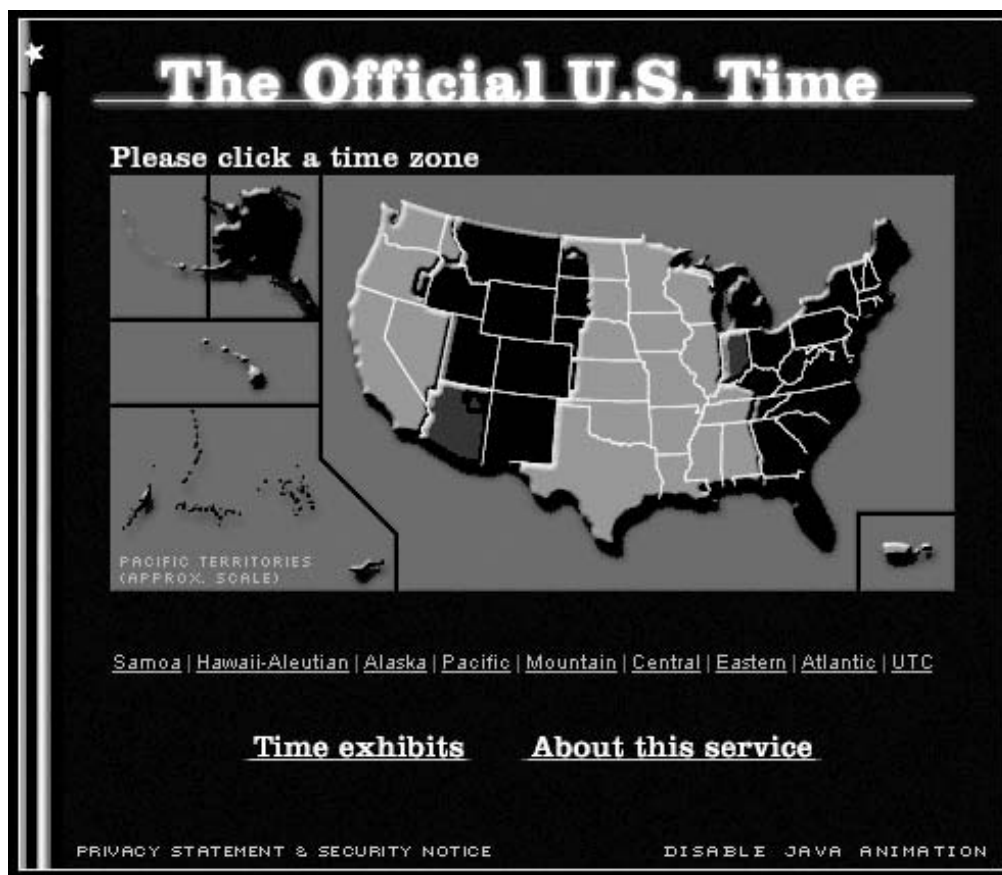 The Official U.S. Time
Please click a time zone
PACIFIC TERRITORIES
(APPROX. SCALE)
Samoa | Hawaii-Aleutian | Alaska | Pacific | Mountain | Central | Eastern | Atlantic | UTC
Time exhibits About this service
PRIVACY STATEMENT & SECURITY NOTICE DISABLE JAVA ANIMATION